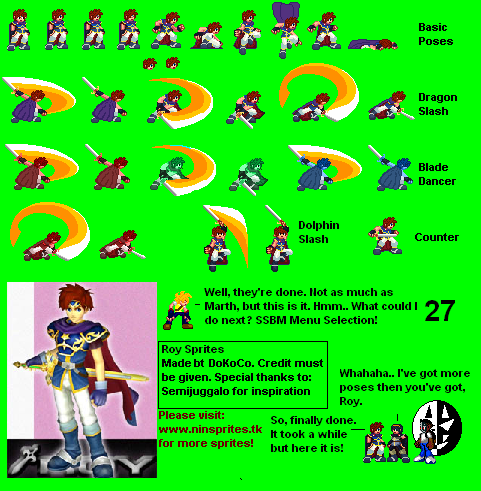 Basic
Poses
Dragon
Slash
Blade
Dancer
Dolphin
Slash
Counter
Well, they're done. Not as much as
Marth, but this is it. Hmm.. What could I
do next? SSBM Menu Selection!
27
Roy Sprites
Made bt DoKoCo. Credit must
be given. Special thanks to:
Semijuggalo for inspiration
Please visit:
www.ninsprites.tk
for more sprites!
Whahaha.. I've got more
poses then you've got,
Roy.
So, finally done.
It took a while
but here it is!